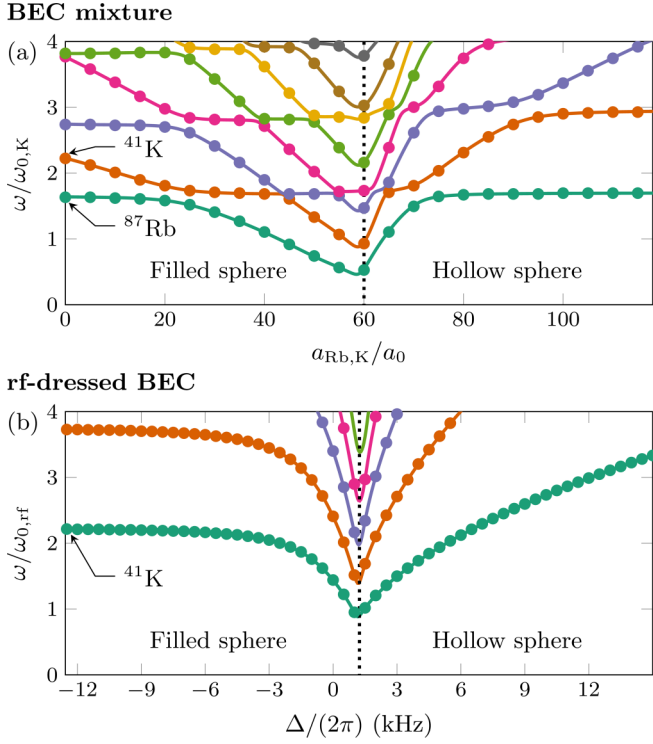 BEC mixture
(a)
4
3
2
1
0
ω/ω₀,K
⁴¹K
⁸⁷Rb
Filled sphere
Hollow sphere
0 20 40 60 80 100
a_Rb,K/a₀
rf-dressed BEC
(b)
4
3
2
1
0
ω/ω₀,rf
⁴¹K
Filled sphere
Hollow sphere
−12 −9 −6 −3 0 3 6 9 12
Δ/(2π) (kHz)